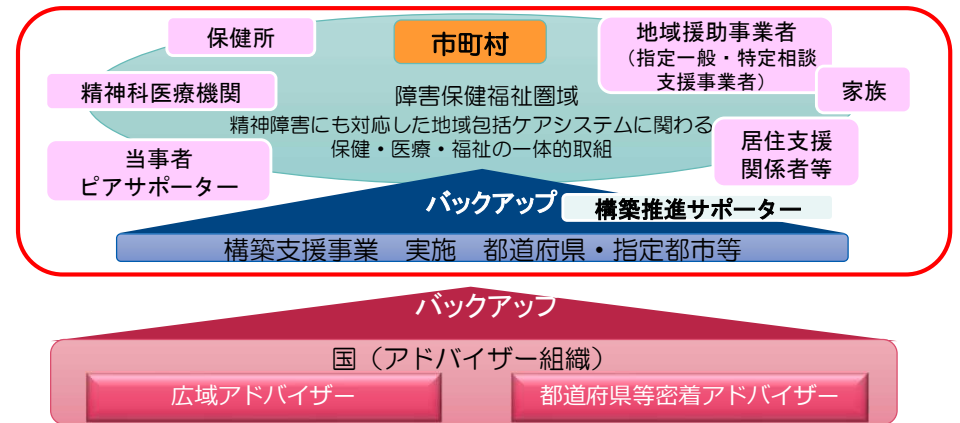 保健所
市町村
地域援助事業者
（指定一般・特定相談
支援事業者）
精神科医療機関
家族
障害保健福祉圏域
精神障害にも対応した地域包括ケアシステムに関わる
保健・医療・福祉の一体的取組
居住支援
関係者等
当事者
ピアサポーター
バックアップ
構築推進サポーター
構築支援事業　実施　都道府県・指定都市等
バックアップ
国（アドバイザー組織）
広域アドバイザー
都道府県等密着アドバイザー